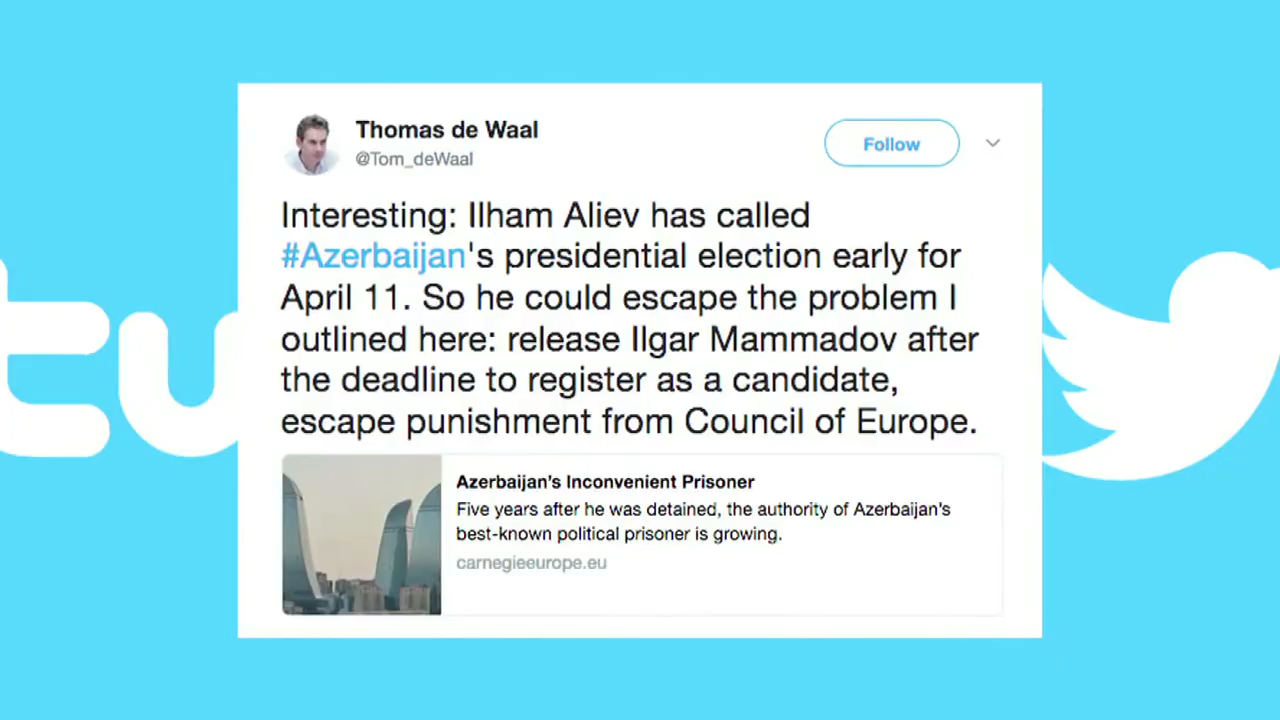 Thomas de Waal
@Tom_deWaal
Follow
Interesting: Ilham Aliev has called
#Azerbaijan's presidential election early for
April 11. So he could escape the problem I
outlined here: release Ilgar Mammadov after
the deadline to register as a candidate,
escape punishment from Council of Europe.
Azerbaijan’s Inconvenient Prisoner
Five years after he was detained, the authority of Azerbaijan’s
best-known political prisoner is growing.
carnegieeurope.eu